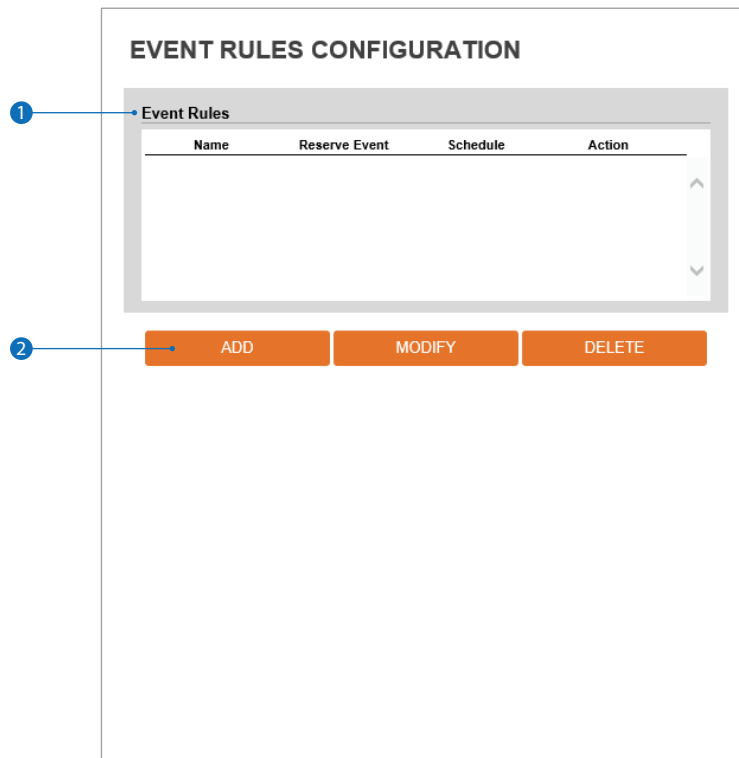 EVENT RULES CONFIGURATION
1
Event Rules
Name Reserve Event Schedule Action
2
ADD MODIFY DELETE